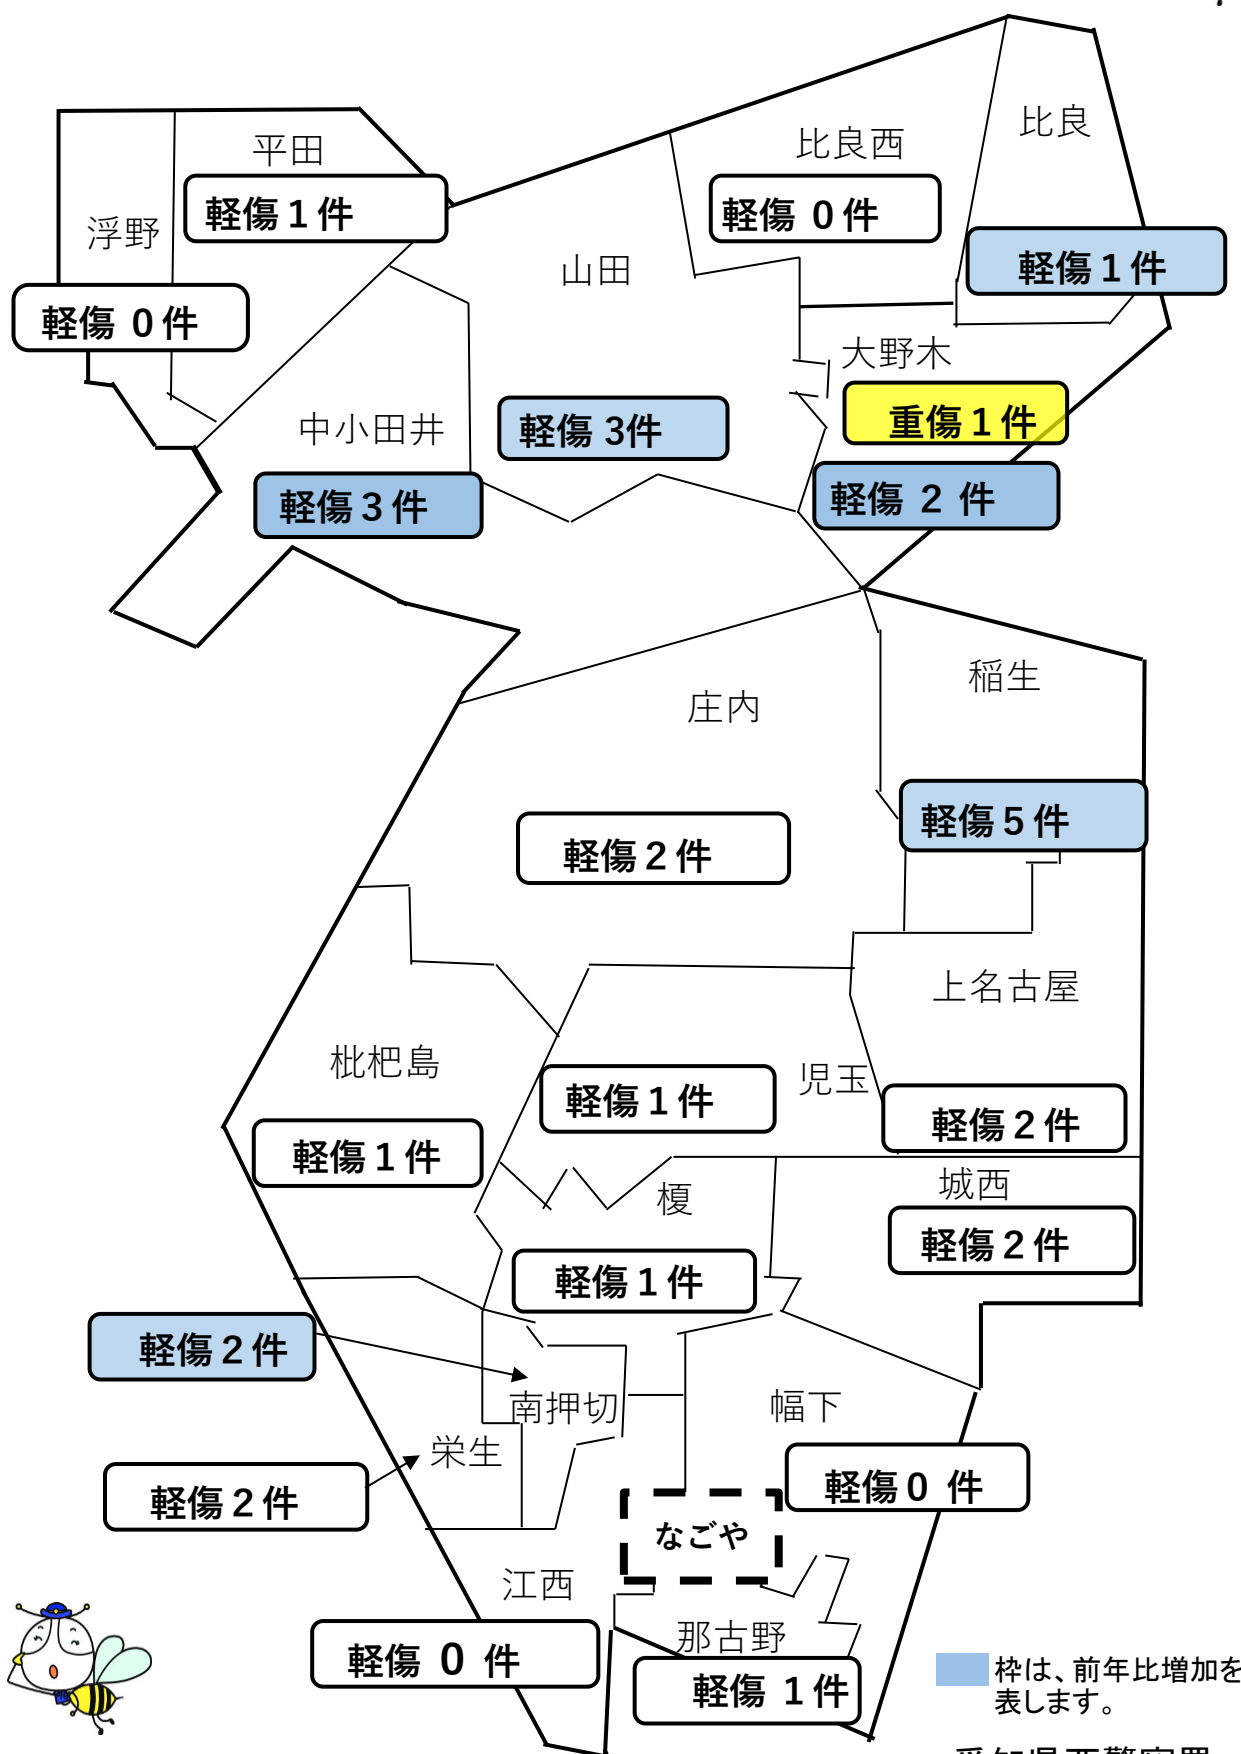 比良
平田
比良西
軽傷1件
軽傷 0件
浮野
軽傷1件
山田
軽傷 0件
大野木
重傷1件
中小田井
軽傷 3件
軽傷 2 件
軽傷3件
稲生
庄内
軽傷5件
軽傷2件
上名古屋
枇杷島
児玉
軽傷1件
軽傷2件
軽傷1件
城西
榎
軽傷2件
軽傷1件
軽傷2件
南押切
幅下
栄生
軽傷2件
軽傷0 件
なごや
江西
那古野
軽傷 0 件
軽傷 1件
枠は、前年比増加を
表します。